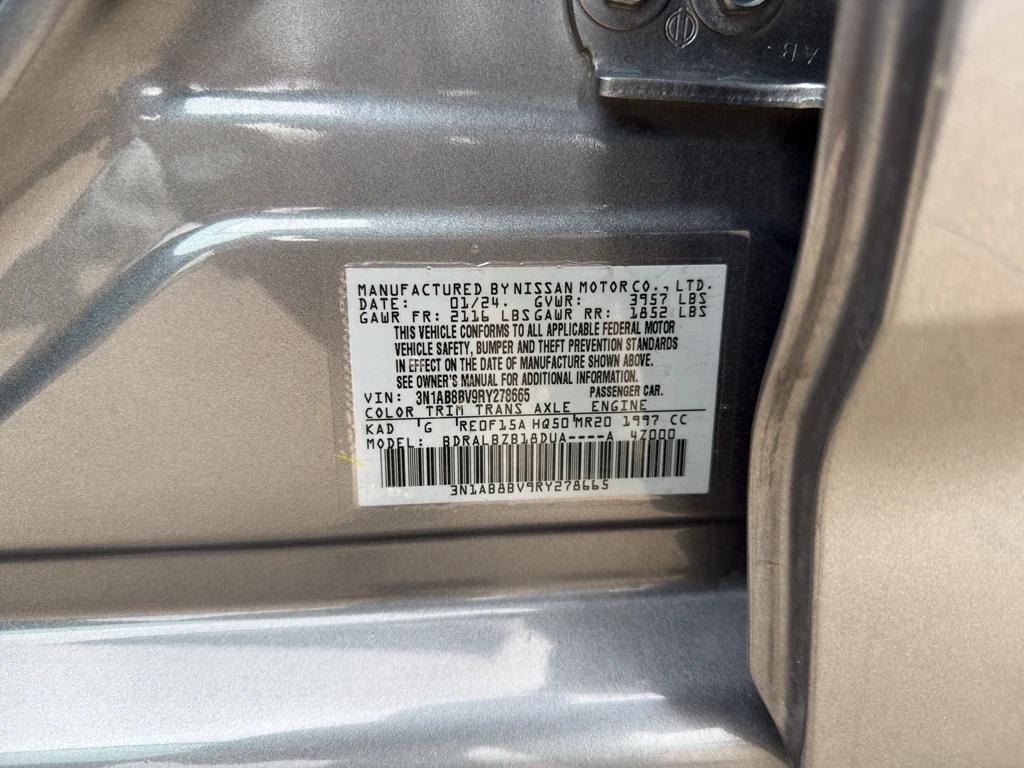 AB
MANUFACTURED BY NISSAN MOTOR CO., LTD.
DATE: 01/24. GVWR: 3957 LBS
GAWR FR: 2116 LBS GAWR RR: 1852 LBS
THIS VEHICLE CONFORMS TO ALL APPLICABLE FEDERAL MOTOR
VEHICLE SAFETY, BUMPER AND THEFT PREVENTION STANDARDS
IN EFFECT ON THE DATE OF MANUFACTURE SHOWN ABOVE.
SEE OWNER'S MANUAL FOR ADDITIONAL INFORMATION.
VIN: 3N1AB8BV9RY278665 PASSENGER CAR.
COLOR TRIM TRANS AXLE ENGINE
KAD 'G 'RE0F15A HQ50'MR20 1997 CC
MODEL: BDRALBZB18DUA----A 4Z000
3N1AB8BV9RY278665